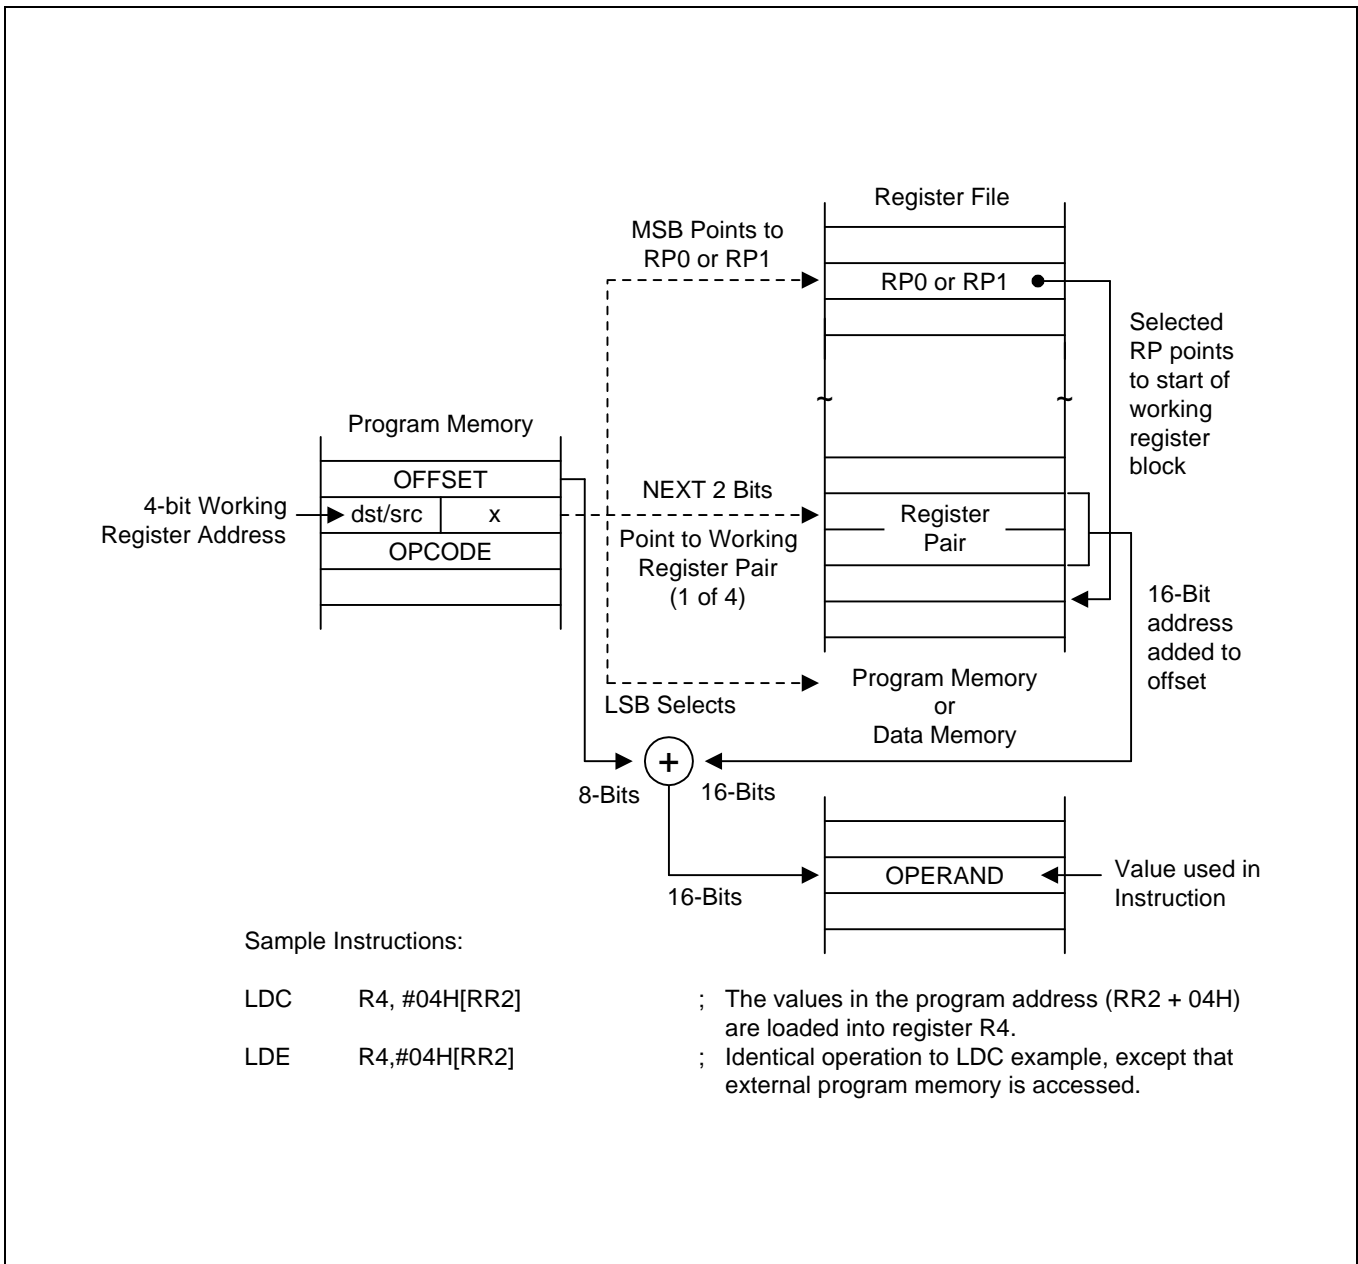 Register File
MSB Points to
RP0 or RP1
RP0 or RP1
Selected
RP points
to start of
working
register
block
Program Memory
OFFSET
4-bit Working
Register Address
dst/src
x
OPCODE
NEXT 2 Bits
Point to Working
Register Pair
(1 of 4)
Register
Pair
16-Bit
address
added to
offset
LSB Selects
Program Memory
or
Data Memory
+
8-Bits
16-Bits
16-Bits
OPERAND
Value used in
Instruction
Sample Instructions:
LDC R4, #04H[RR2] ; The values in the program address (RR2 + 04H)
are loaded into register R4.
LDE R4,#04H[RR2] ; Identical operation to LDC example, except that
external program memory is accessed.